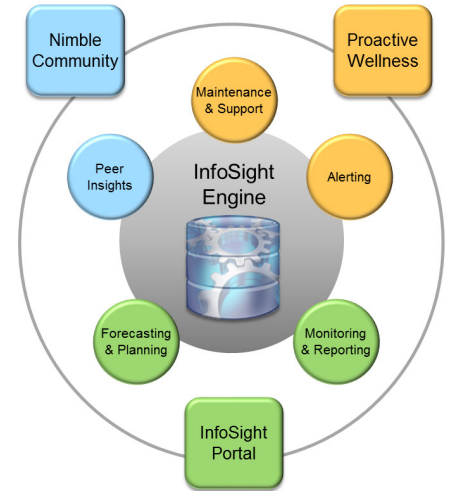 Nimble
Community
Proactive
Wellness
Maintenance
& Support
Peer
Insights
InfoSight
Engine
Alerting
Forecasting
& Planning
Monitoring
& Reporting
InfoSight
Portal